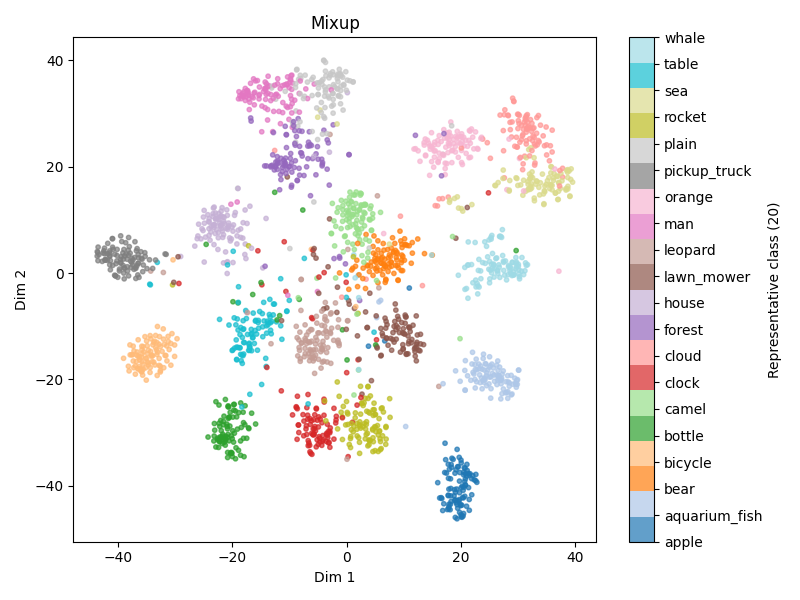 Mixup
40
20
0
−20
−40
−40
−20
0
20
40
Dim 1
Dim 2
whale
table
sea
rocket
plain
pickup_truck
orange
man
leopard
lawn_mower
house
forest
cloud
clock
camel
bottle
bicycle
bear
aquarium_fish
apple
Representative class (20)